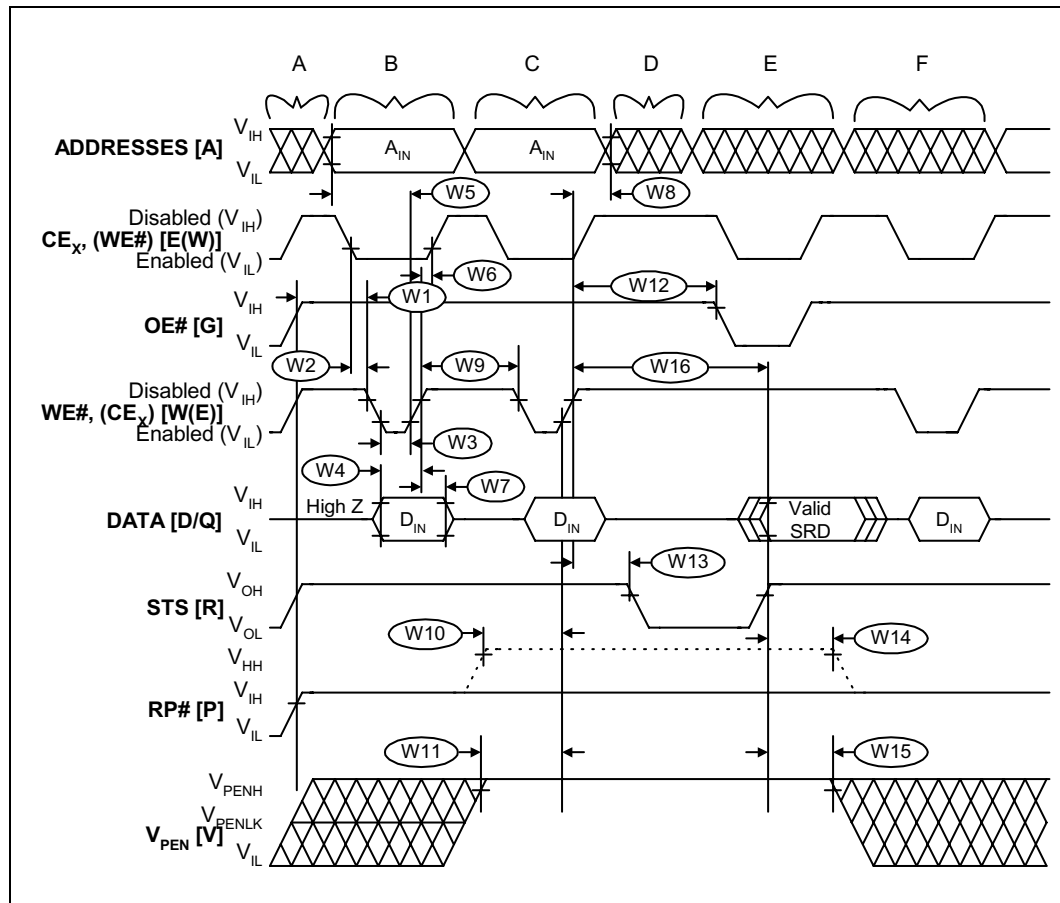 A B C D E F
V_IH
ADDRESSES [A] A_IN A_IN
V_IL
W5 W8
Disabled (V_IH)
CE_X, (WE#) [E(W)]
Enabled (V_IL)
W6
W1 W12
V_IH
OE# [G]
V_IL
W2 W9 W16
Disabled (V_IH)
WE#, (CE_X) [W(E)]
Enabled (V_IL)
W3
W4 W7
V_IH High Z
DATA [D/Q] D_IN D_IN Valid SRD D_IN
V_IL
W13
V_OH
STS [R]
V_OL
W10 W14
V_HH
V_IH
RP# [P]
V_IL
W11 W15
V_PENH
V_PENLK
V_PEN [V]
V_IL